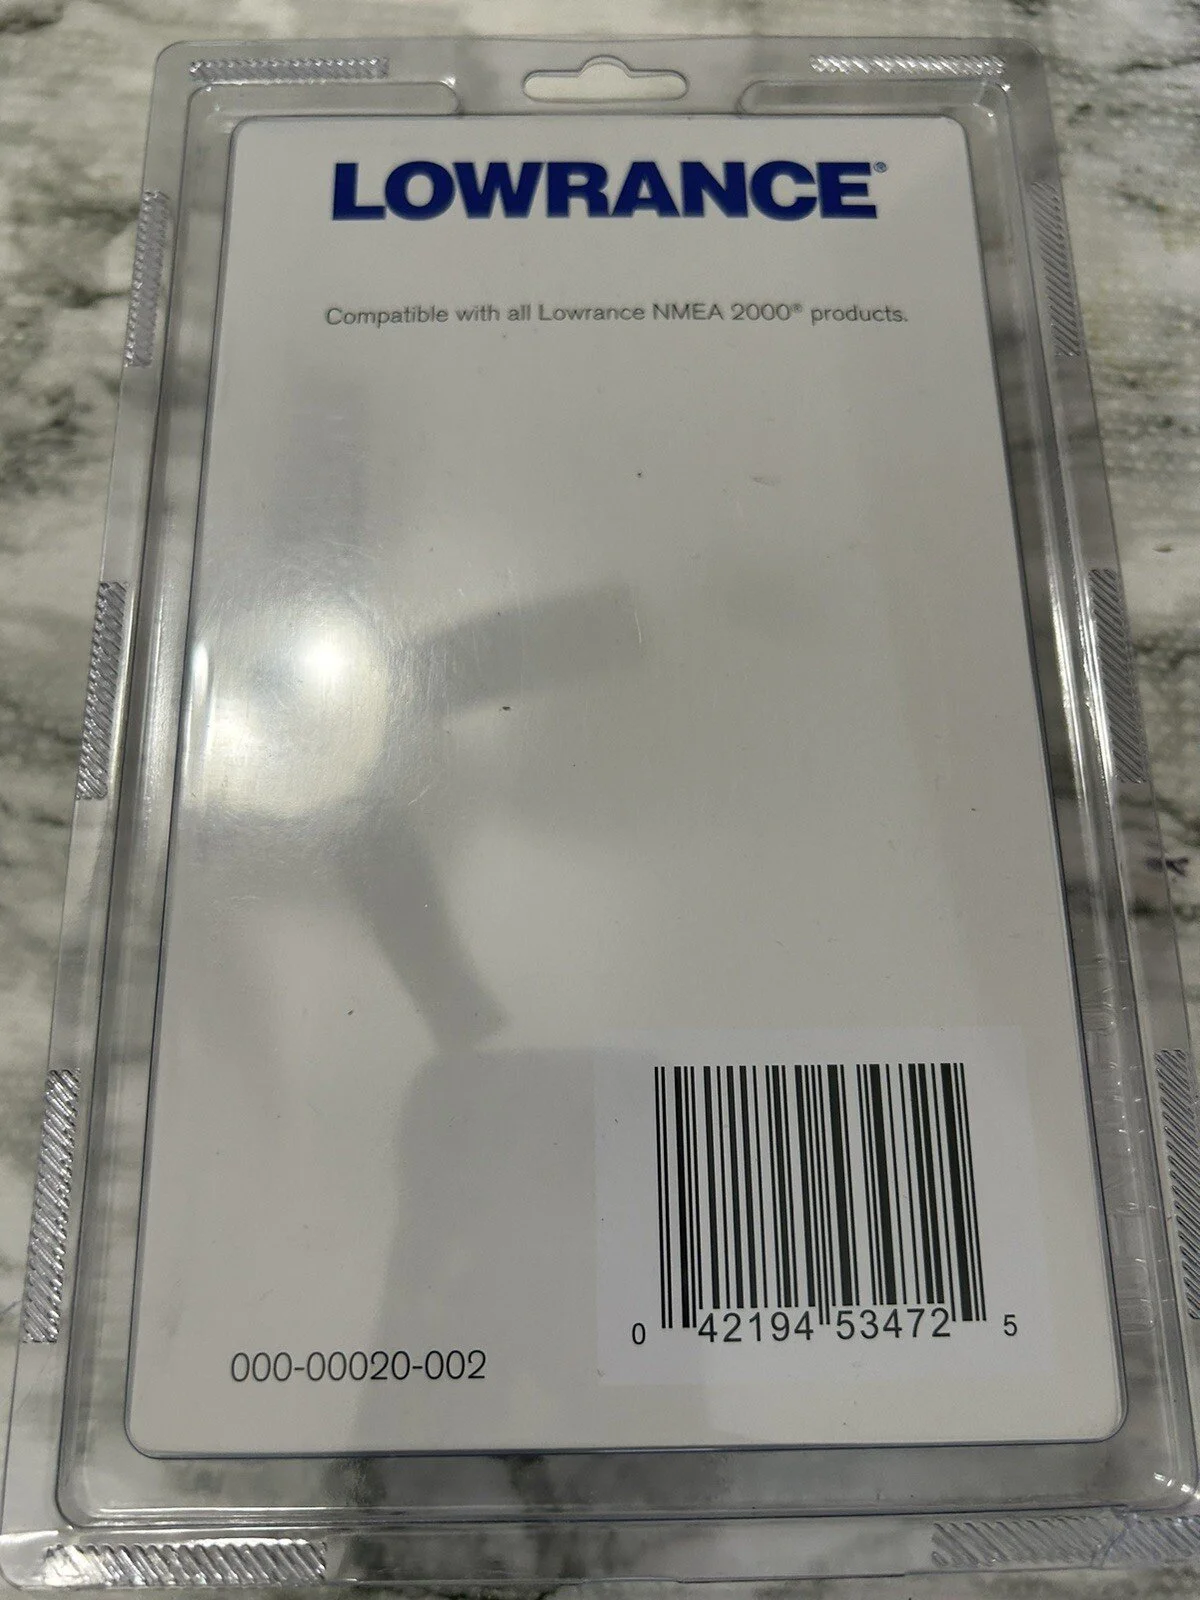 LOWRANCE®
Compatible with all Lowrance NMEA 2000® products.
0 42194 53472 5
000-00020-002